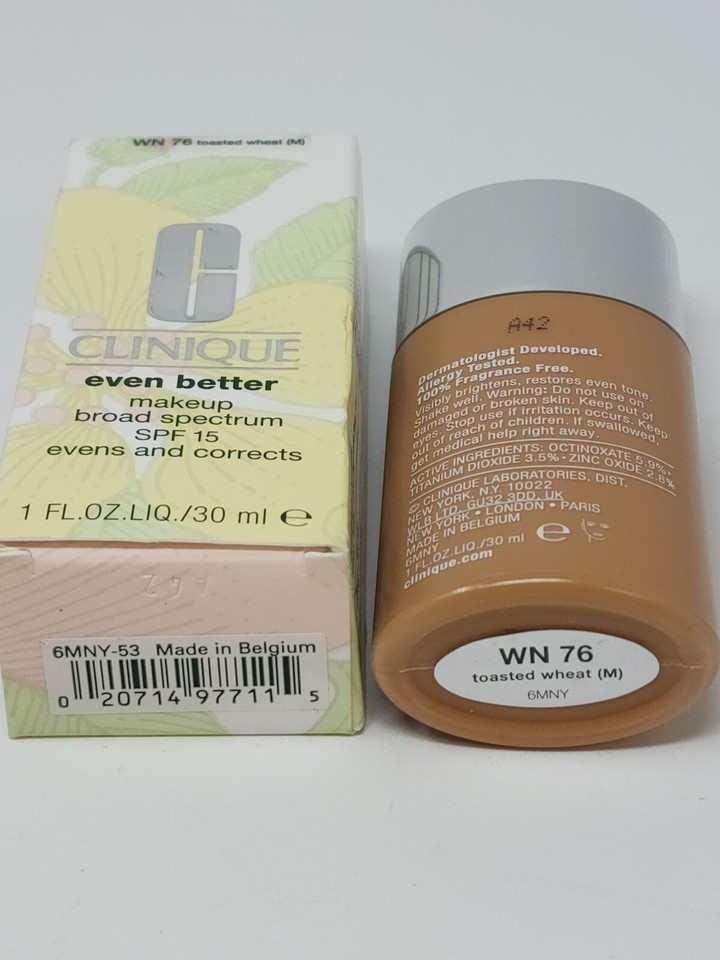 WN 76 toasted wheat (M)
C
CLINIQUE
even better
makeup
broad spectrum
SPF 15
evens and corrects
1 FL.OZ.LIQ./30 ml e
A42
6MNY-53 Made in Belgium
0 20714 97711 5
A42
Dermatologist Developed.
Allergy Tested.
100% Fragrance Free.
Visibly brightens, restores even tone.
Shake well. Warning: Do not use on
damaged or broken skin. Keep out of
eyes. Stop use if irritation occurs. Keep
out of reach of children. If swallowed,
get medical help right away.
ACTIVE INGREDIENTS: OCTINOXATE 5.9% •
TITANIUM DIOXIDE 3.5% • ZINC OXIDE 2.6%
© CLINIQUE LABORATORIES, DIST.
NEW YORK, N.Y. 10022
WLB LTD, GU32 3DD, UK
NEW YORK • LONDON • PARIS
MADE IN BELGIUM
6MNY
1 FL.OZ.LIQ./30 ml e
clinique.com
WN 76
toasted wheat (M)
6MNY